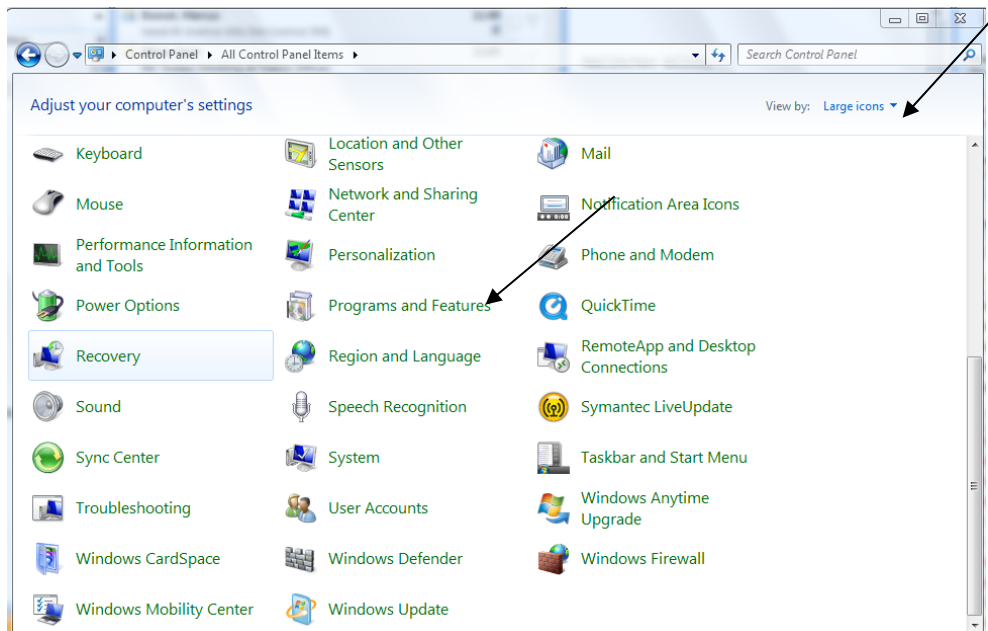 Control Panel ▸ All Control Panel Items ▸
Search Control Panel
Adjust your computer's settings
View by: Large icons
Keyboard
Location and Other
Sensors
Mail
Mouse
Network and Sharing
Center
Notification Area Icons
Performance Information
and Tools
Personalization
Phone and Modem
Power Options
Programs and Features
QuickTime
Recovery
Region and Language
RemoteApp and Desktop
Connections
Sound
Speech Recognition
Symantec LiveUpdate
Sync Center
System
Taskbar and Start Menu
Troubleshooting
User Accounts
Windows Anytime
Upgrade
Windows CardSpace
Windows Defender
Windows Firewall
Windows Mobility Center
Windows Update